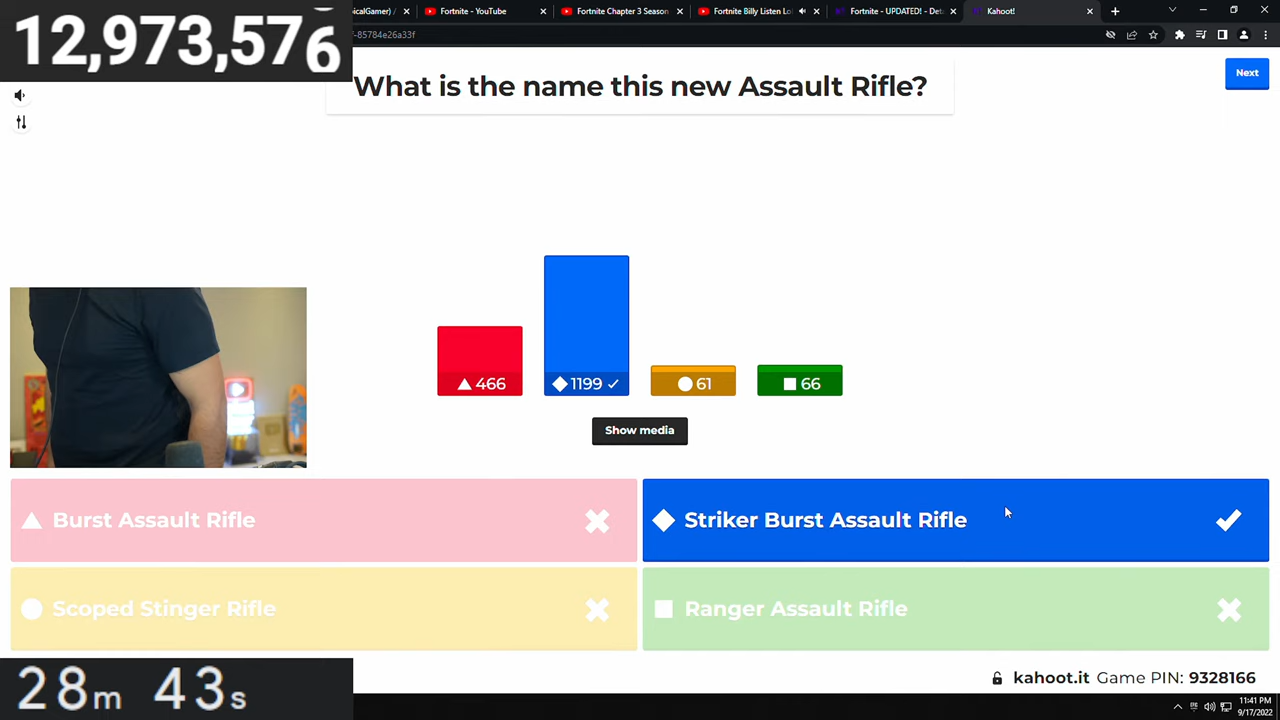 icalGamer) /
Fortnite - YouTube
Fortnite Chapter 3 Season
Fortnite Billy Listen Lo
Fortnite - UPDATED! - Det
Kahoot!
12,973,576
-85784e26a33f
What is the name this new Assault Rifle?
Next
466
1199
61
66
Show media
Burst Assault Rifle
Striker Burst Assault Rifle
Scoped Stinger Rifle
Ranger Assault Rifle
28m 43s
kahoot.it Game PIN: 9328166
11:41 PM
9/17/2022